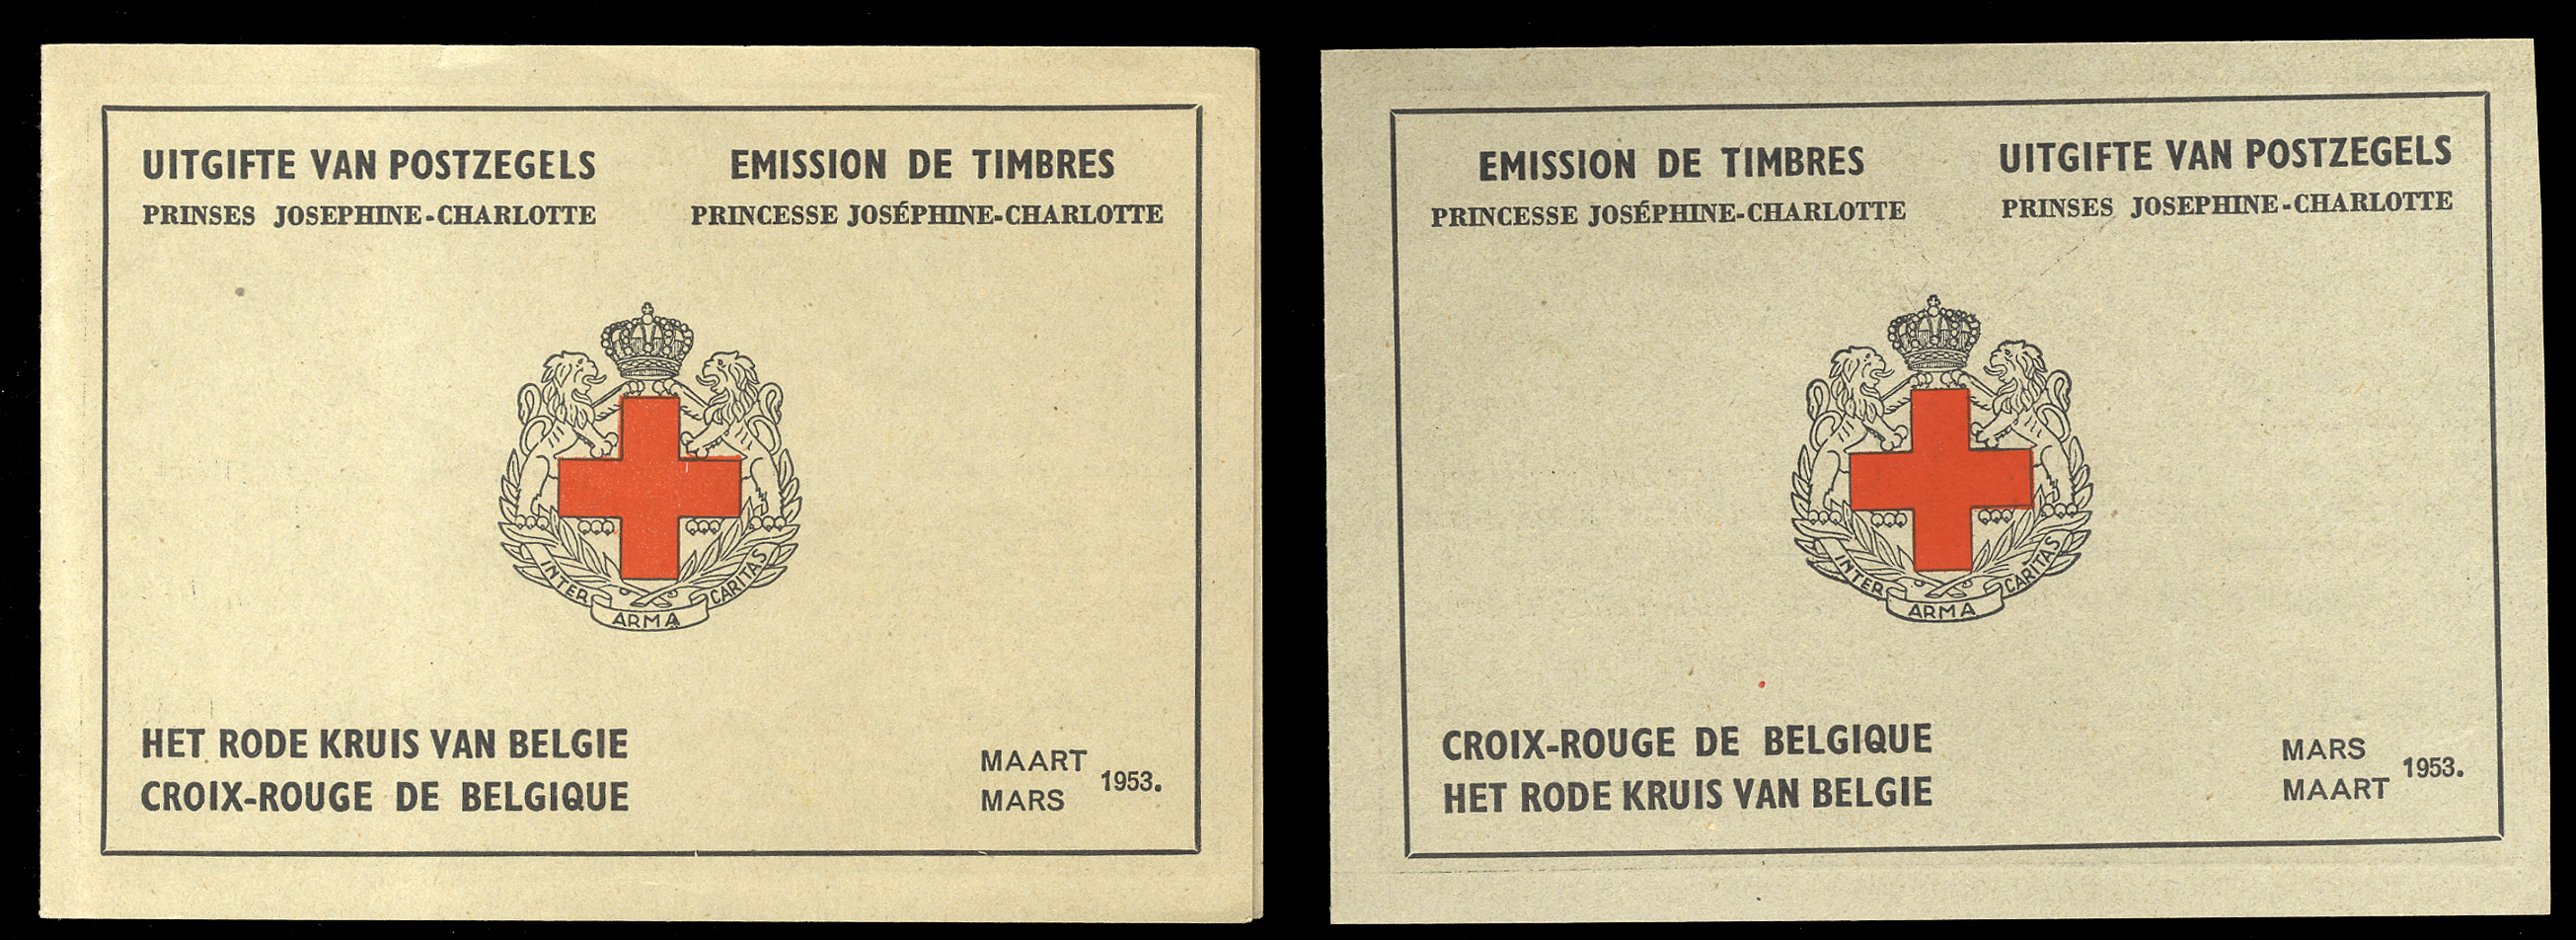 UITGIFTE VAN POSTZEGELS
PRINSES JOSEPHINE-CHARLOTTE
EMISSION DE TIMBRES
PRINCESSE JOSÉPHINE-CHARLOTTE
INTER ARMA CARITAS
HET RODE KRUIS VAN BELGIE
CROIX-ROUGE DE BELGIQUE
MAART
MARS
1953.
EMISSION DE TIMBRES
PRINCESSE JOSÉPHINE-CHARLOTTE
UITGIFTE VAN POSTZEGELS
PRINSES JOSEPHINE-CHARLOTTE
INTER ARMA CARITAS
CROIX-ROUGE DE BELGIQUE
HET RODE KRUIS VAN BELGIE
MARS
MAART
1953.